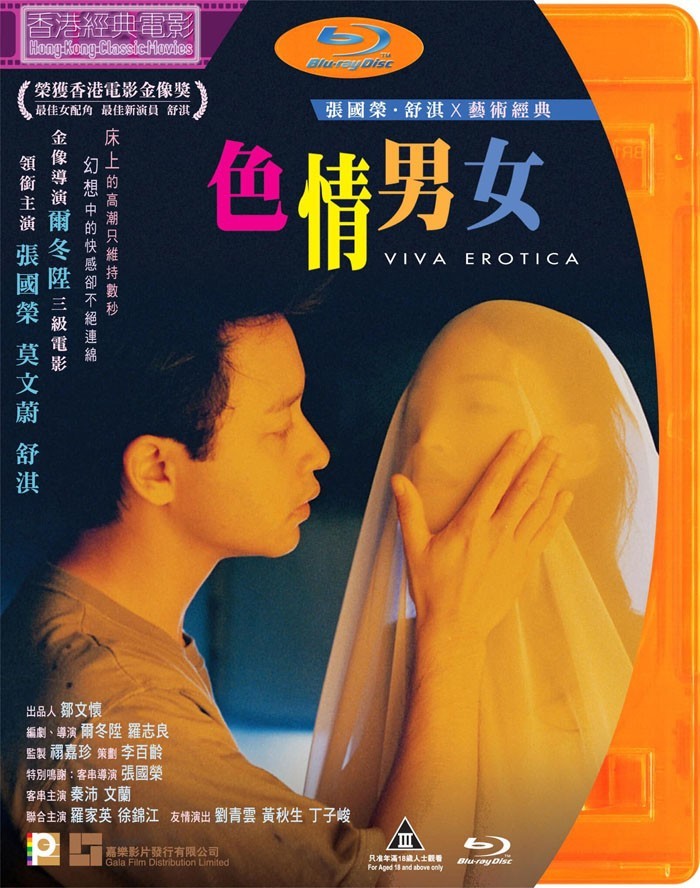 香港經典電影
Hong Kong Classic Movies
榮獲香港電影金像獎
最佳女配角 最佳新演員 舒淇
Blu-ray Disc
TM
張國榮·舒淇 X 藝術經典
色情男女
VIVA EROTICA
床上的高潮只維持數秒
幻想中的快感卻不絕連綿
金像導演 爾冬陞 三級電影
領銜主演 張國榮 莫文蔚 舒淇
出品人 鄒文懷
編劇、導演 爾冬陞 羅志良
監製 禤嘉珍 策劃 李百齡
特別鳴謝：客串導演 張國榮
客串主演 秦沛 文蘭
聯合主演 羅家英 徐錦江 友情演出 劉青雲 黃秋生 丁子峻
嘉樂影片發行有限公司
Gala Film Distribution Limited
III
只准年滿18歲人士觀看
For Aged 18 and above only
Blu-ray Disc